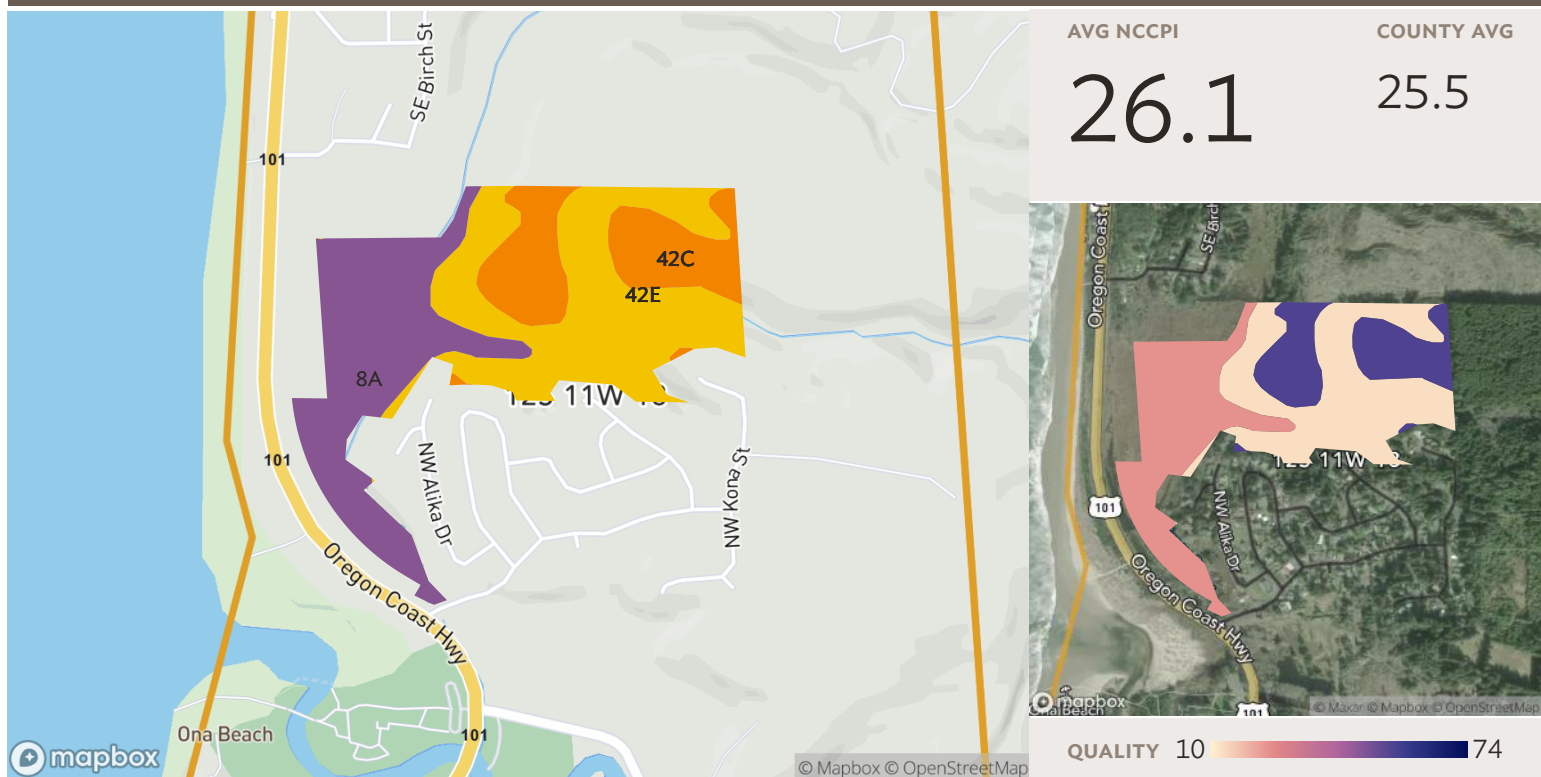 SE Birch St
101
42C
42E
8A
NW Alika Dr
NW Kona St
101
Oregon Coast Hwy
Ona Beach
101
mapbox
© Mapbox © OpenStreetMap
AVG NCCPI
COUNTY AVG
26.1
25.5
Oregon Coast
SE Birch
101
NW Alika Dr
Oregon Coast Hwy
101
mapbox
© Maxar © Mapbox © OpenStreetMap
QUALITY 10 74